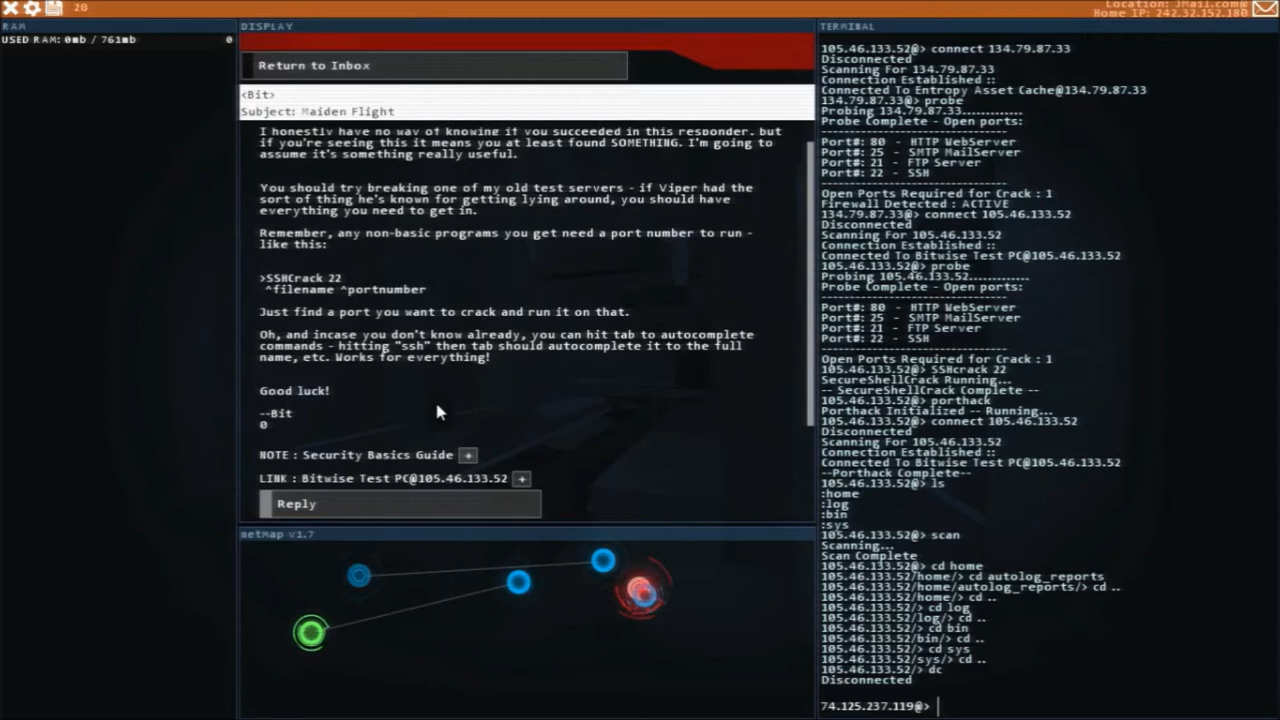 20
Location: JMail.com@
Home IP: 242.32.152.180
RAM
USED RAM: 0mb / 761mb 0
DISPLAY
Return to Inbox
<Bit>
Subject: Maiden Flight
I honestly have no way of knowing if you succeeded in this responder, but
if you're seeing this it means you at least found SOMETHING. I'm going to
assume it's something really useful.
You should try breaking one of my old test servers - if Viper had the
sort of thing he's known for getting lying around, you should have
everything you need to get in.
Remember, any non-basic programs you get need a port number to run -
like this:
>SSHCrack 22
^filename ^portnumber
Just find a port you want to crack and run it on that.
Oh, and incase you don't know already, you can hit tab to autocomplete
commands - hitting "ssh" then tab should autocomplete it to the full
name, etc. Works for everything!
Good luck!
--Bit
0
NOTE : Security Basics Guide +
LINK : Bitwise Test PC@105.46.133.52 +
Reply
netMap v1.7
TERMINAL
105.46.133.52@> connect 134.79.87.33
Disconnected
Scanning For 134.79.87.33
Connection Established ::
Connected To Entropy Asset Cache@134.79.87.33
134.79.87.33@> probe
Probing 134.79.87.33.............
Probe Complete - Open ports:
---------------------------------
Port#: 80 - HTTP WebServer
Port#: 25 - SMTP MailServer
Port#: 21 - FTP Server
Port#: 22 - SSH
---------------------------------
Open Ports Required for Crack : 1
Firewall Detected : ACTIVE
134.79.87.33@> connect 105.46.133.52
Disconnected
Scanning For 105.46.133.52
Connection Established ::
Connected To Bitwise Test PC@105.46.133.52
105.46.133.52@> probe
Probing 105.46.133.52.............
Probe Complete - Open ports:
---------------------------------
Port#: 80 - HTTP WebServer
Port#: 25 - SMTP MailServer
Port#: 21 - FTP Server
Port#: 22 - SSH
---------------------------------
Open Ports Required for Crack : 1
105.46.133.52@> SSHcrack 22
SecureShellCrack Running...
-- SecureShellCrack Complete --
105.46.133.52@> porthack
Porthack Initialized -- Running...
105.46.133.52@> connect 105.46.133.52
Disconnected
Scanning For 105.46.133.52
Connection Established ::
Connected To Bitwise Test PC@105.46.133.52
--Porthack Complete--
105.46.133.52@> ls
:home
:log
:bin
:sys
105.46.133.52@> scan
Scanning...
Scan Complete
105.46.133.52@> cd home
105.46.133.52/home/> cd autolog_reports
105.46.133.52/home/autolog_reports/> cd ..
105.46.133.52/home/> cd ..
105.46.133.52/> cd log
105.46.133.52/log/> cd ..
105.46.133.52/> cd bin
105.46.133.52/bin/> cd ..
105.46.133.52/> cd sys
105.46.133.52/sys/> cd ..
105.46.133.52/> dc
Disconnected
74.125.237.119@>